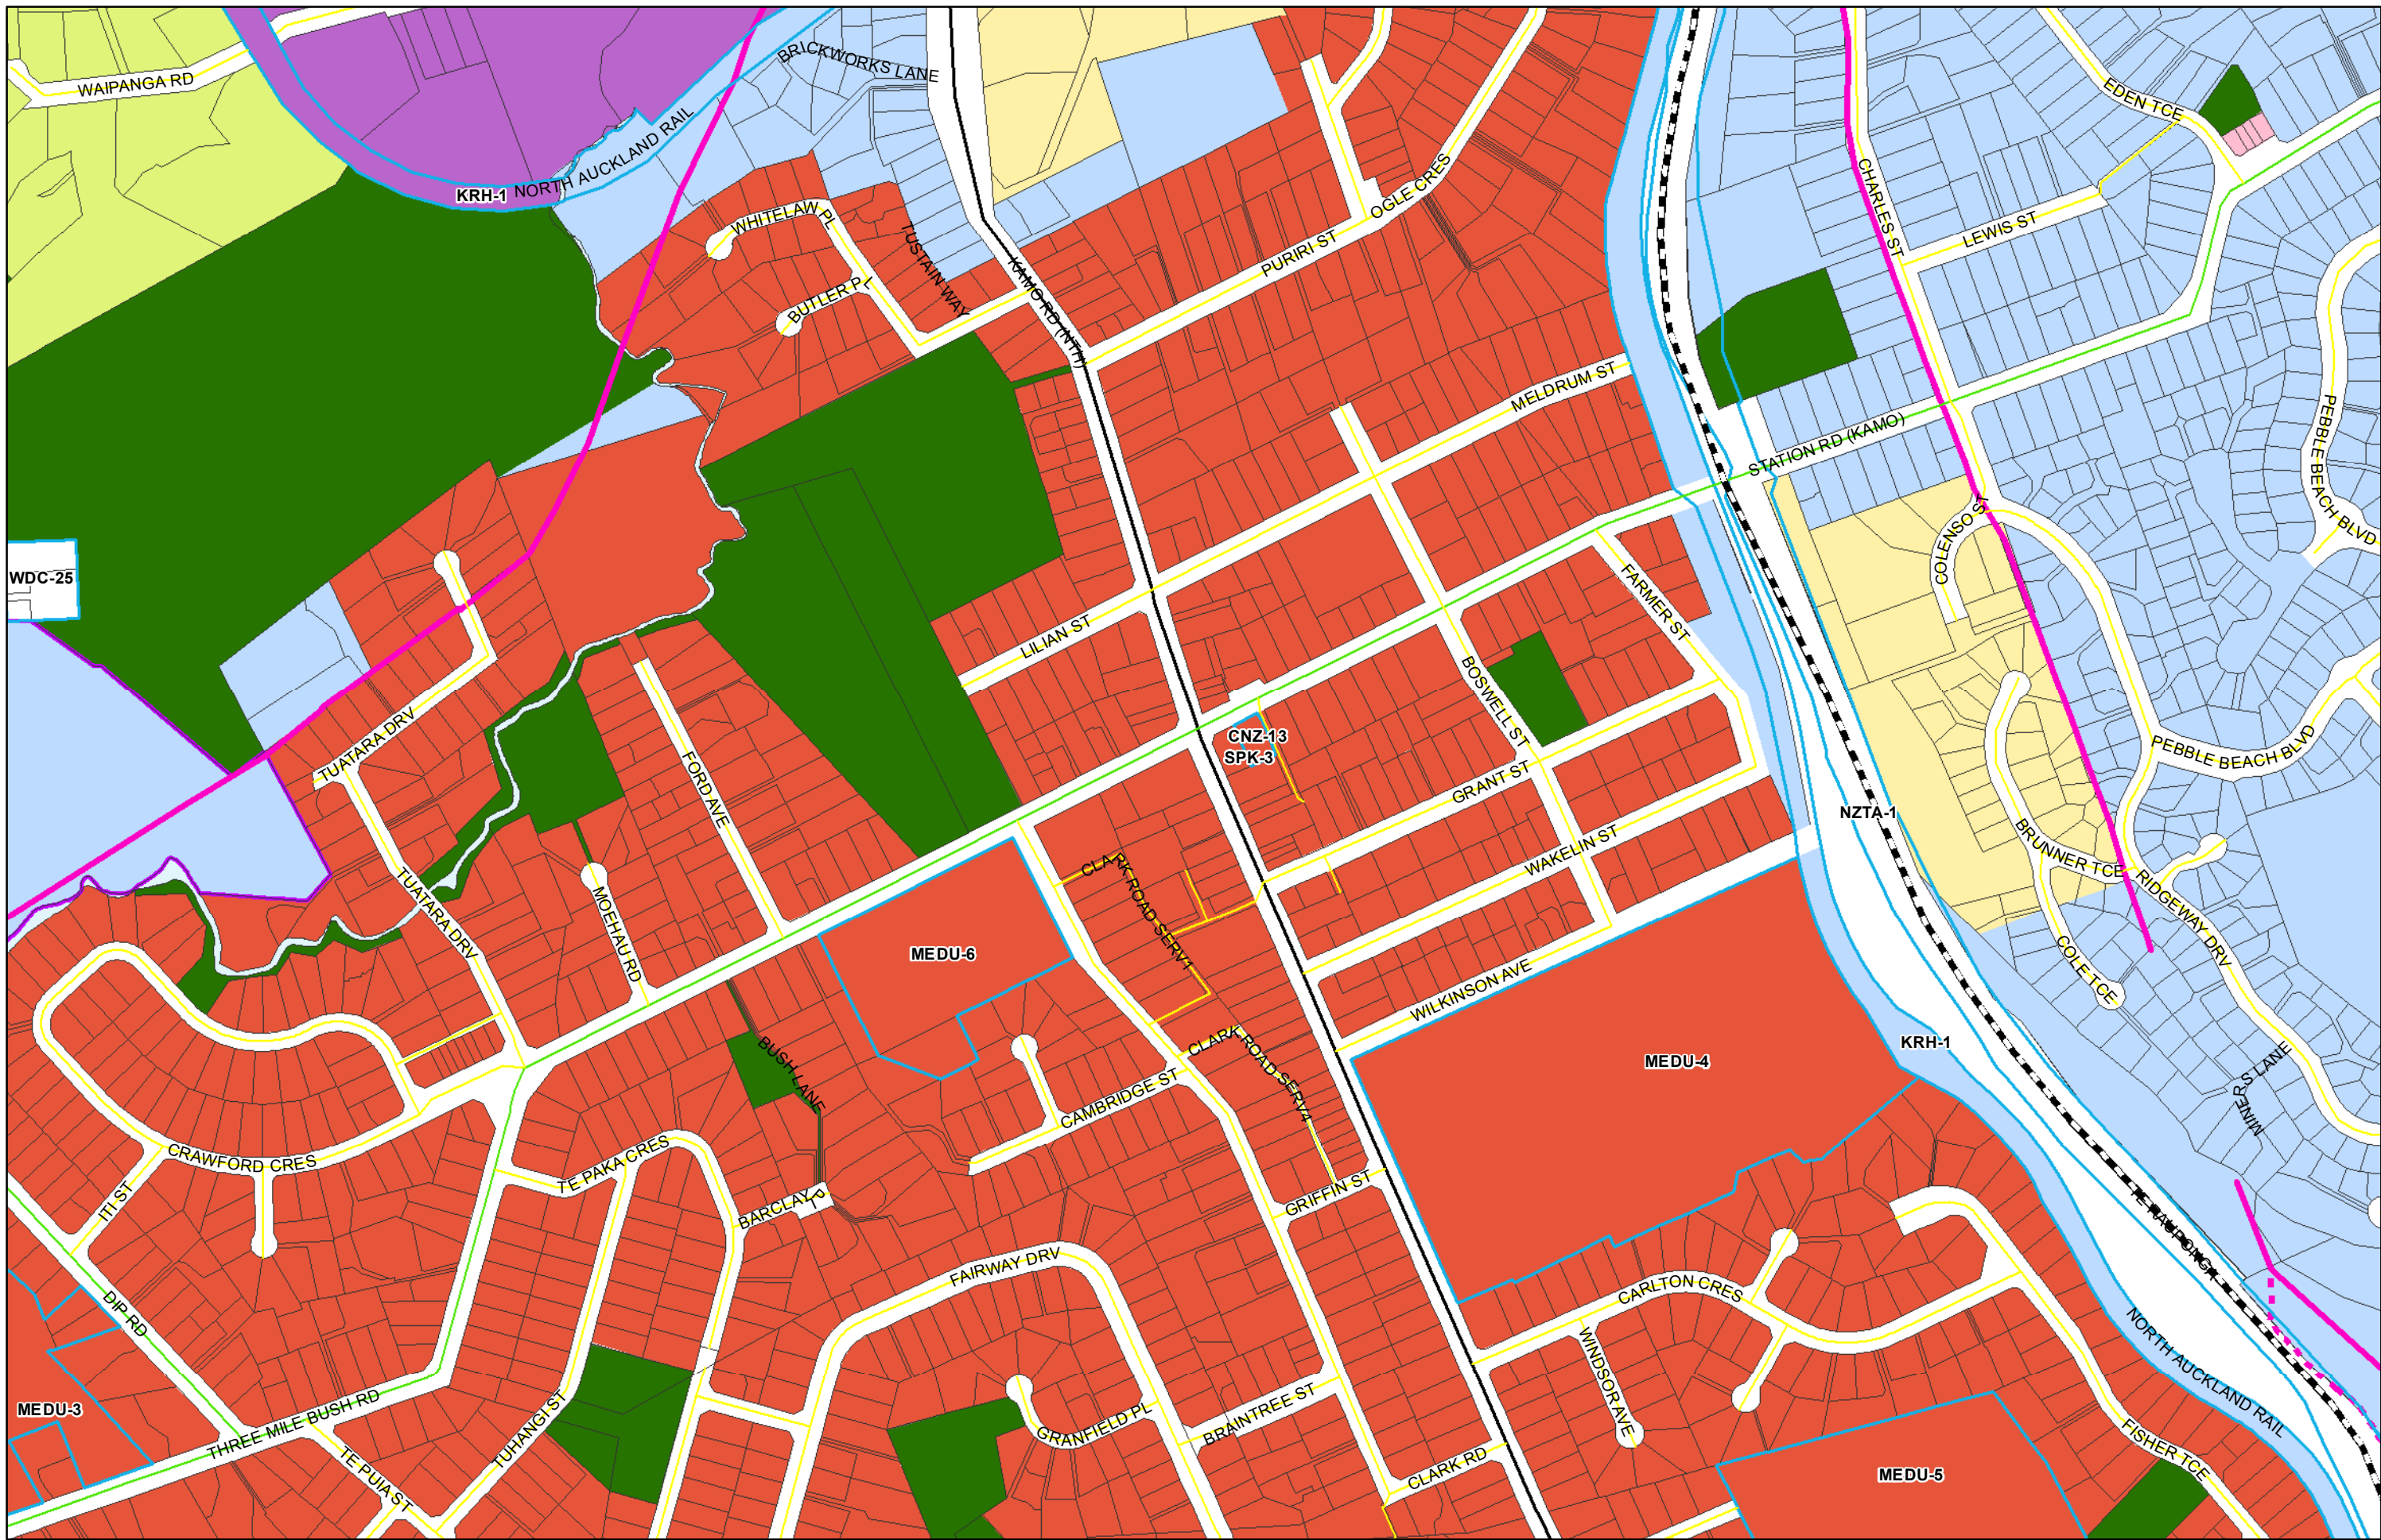 WAIPANGA RD
BRICKWORKS LANE
KRH-1
NORTH AUCKLAND RAIL
EDEN TCE
CHARLES ST
LEWIS ST
WHITELAW PL
TUSTAIN WAY
BUTLER PL
KAMO RD (NTH)
PURIRI ST
OGLE CRES
MELDRUM ST
STATION RD (KAMO)
PEBBLE BEACH BLVD
COLENSO ST
WDC-25
LILIAN ST
FARMER ST
BOSWELL ST
CNZ-13
SPK-3
TUATARA DRV
FORD AVE
GRANT ST
PEBBLE BEACH BLVD
NZTA-1
WAKELIN ST
BRUNNER TCE
CLARK ROAD SERV1
TUATARA DRV
MOEHAU RD
MEDU-6
RIDGEWAY DRV
COLE TCE
WILKINSON AVE
CLARK ROAD SERV4
KRH-1
MEDU-4
BUSH LANE
CAMBRIDGE ST
MINERS LANE
CRAWFORD CRES
TE PAKA CRES
ITI ST
BARCLAY PT
GRIFFIN ST
FAIRWAY DRV
CARLTON CRES
DIP RD
WINDSOR AVE
NORTH AUCKLAND RAIL
MEDU-3
THREE MILE BUSH RD
TUHANGI ST
TE PUIA ST
GRANFIELD PL
BRAINTREE ST
CLARK RD
MEDU-5
FISHER TCE